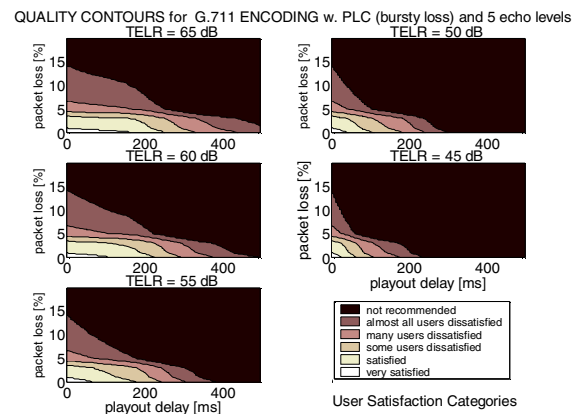 QUALITY CONTOURS for G.711 ENCODING w. PLC (bursty loss) and 5 echo levels
TELR = 65 dB
packet loss [%]
15
10
5
0
0 200 400
TELR = 50 dB
packet loss [%]
15
10
5
0
0 200 400
TELR = 60 dB
packet loss [%]
15
10
5
0
0 200 400
TELR = 45 dB
packet loss [%]
15
10
5
0
0 200 400
playout delay [ms]
TELR = 55 dB
packet loss [%]
15
10
5
0
0 200 400
playout delay [ms]
not recommended
almost all users dissatisfied
many users dissatisfied
some users dissatisfied
satisfied
very satisfied
User Satisfaction Categories